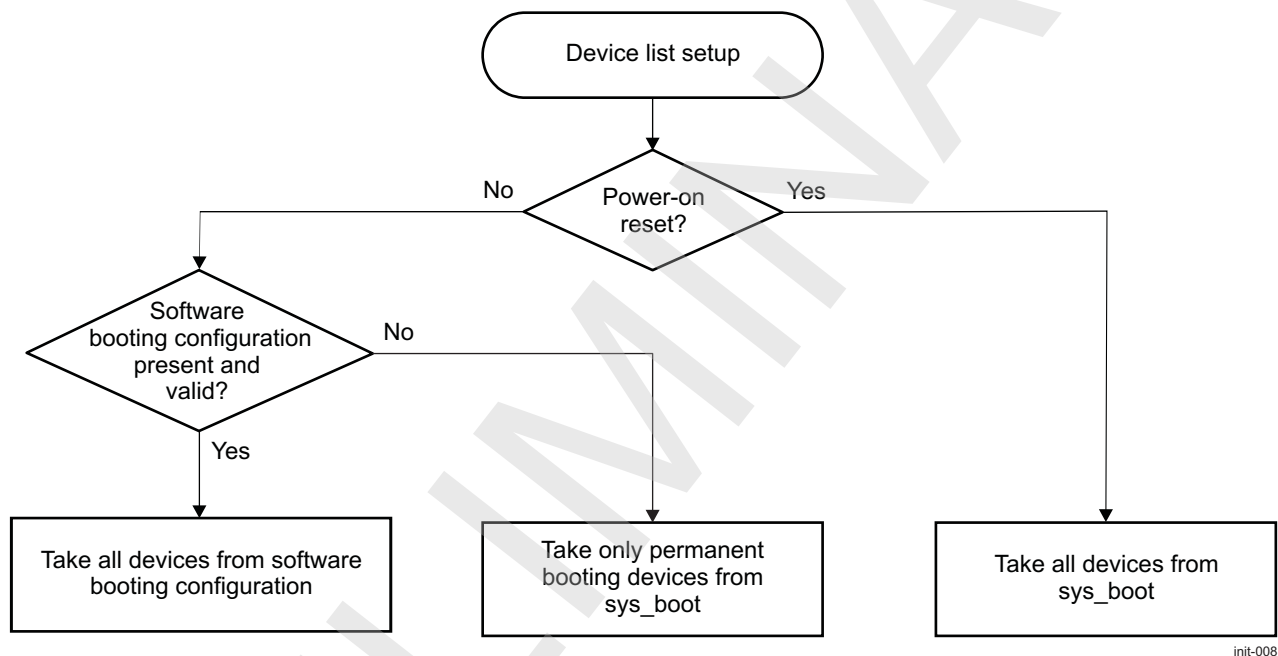 Device list setup
No
Power-on
reset?
Yes
Software
booting configuration
present and
valid?
No
Yes
Take all devices from software
booting configuration
Take only permanent
booting devices from
sys_boot
Take all devices from
sys_boot
init-008